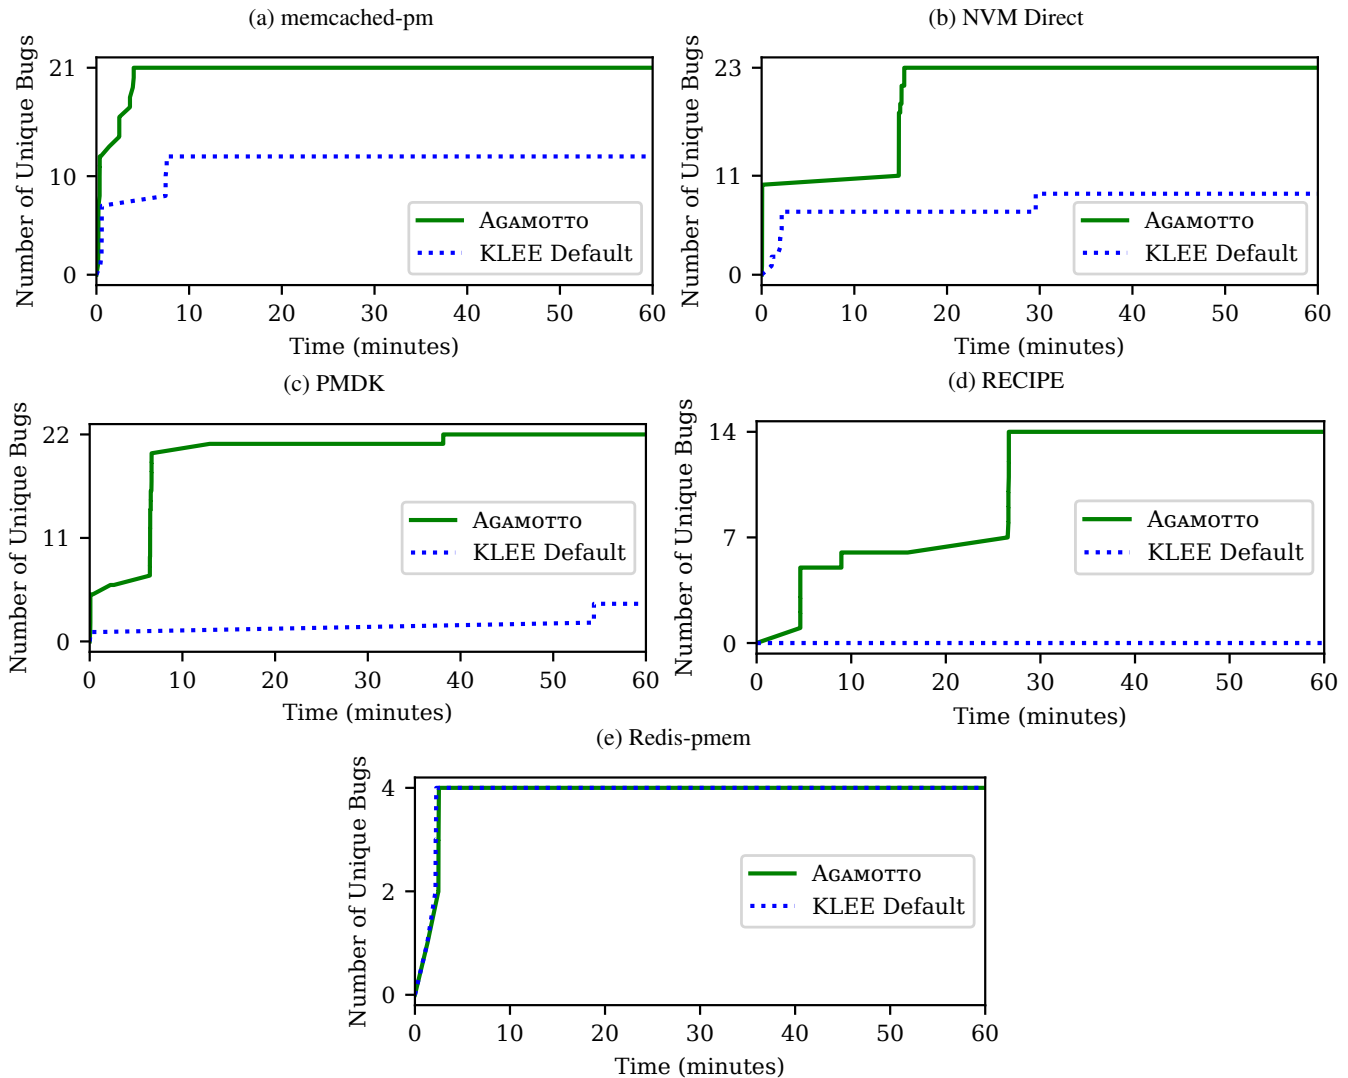 (a) memcached-pm
Number of Unique Bugs
21
10
0
AGAMOTTO
KLEE Default
0 10 20 30 40 50 60
Time (minutes)
(b) NVM Direct
Number of Unique Bugs
23
11
0
AGAMOTTO
KLEE Default
0 10 20 30 40 50 60
Time (minutes)
(c) PMDK
Number of Unique Bugs
22
11
0
AGAMOTTO
KLEE Default
0 10 20 30 40 50 60
Time (minutes)
(d) RECIPE
Number of Unique Bugs
14
7
0
AGAMOTTO
KLEE Default
0 10 20 30 40 50 60
Time (minutes)
(e) Redis-pmem
Number of Unique Bugs
4
2
0
AGAMOTTO
KLEE Default
0 10 20 30 40 50 60
Time (minutes)